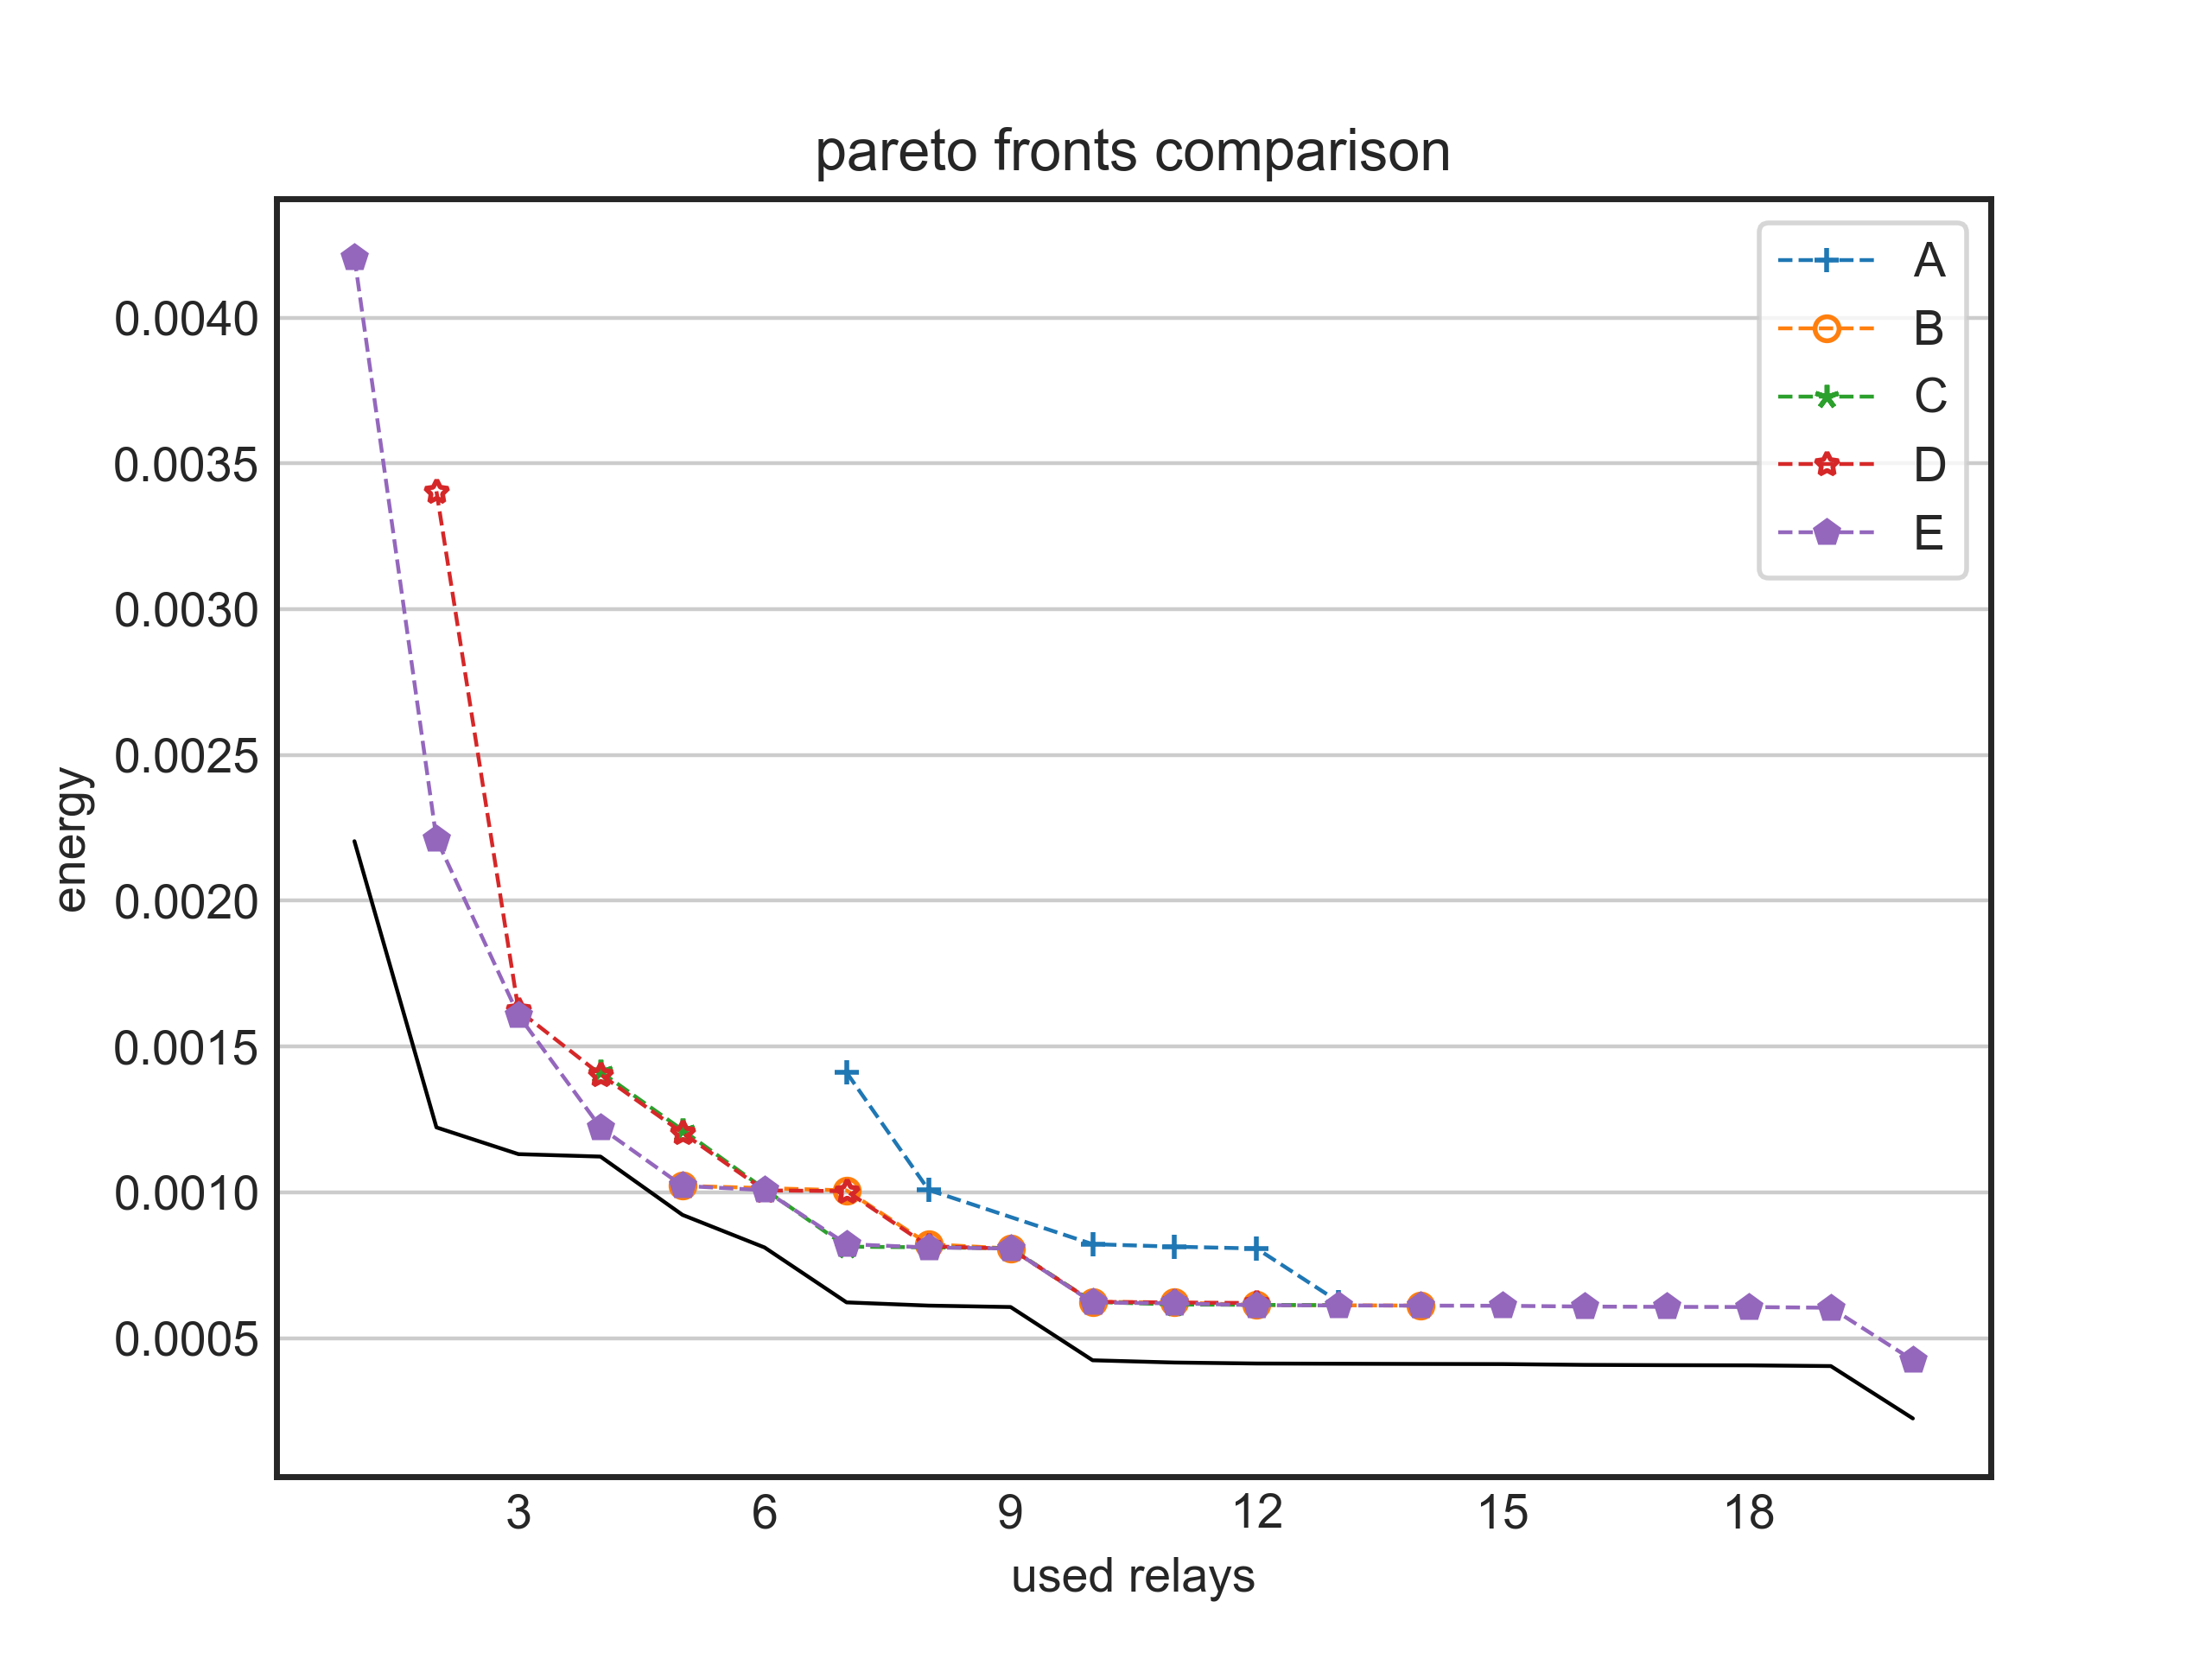 pareto fronts comparison
A
B
C
D
E
0.0040
0.0035
0.0030
0.0025
0.0020
0.0015
0.0010
0.0005
energy
3 6 9 12 15 18
used relays